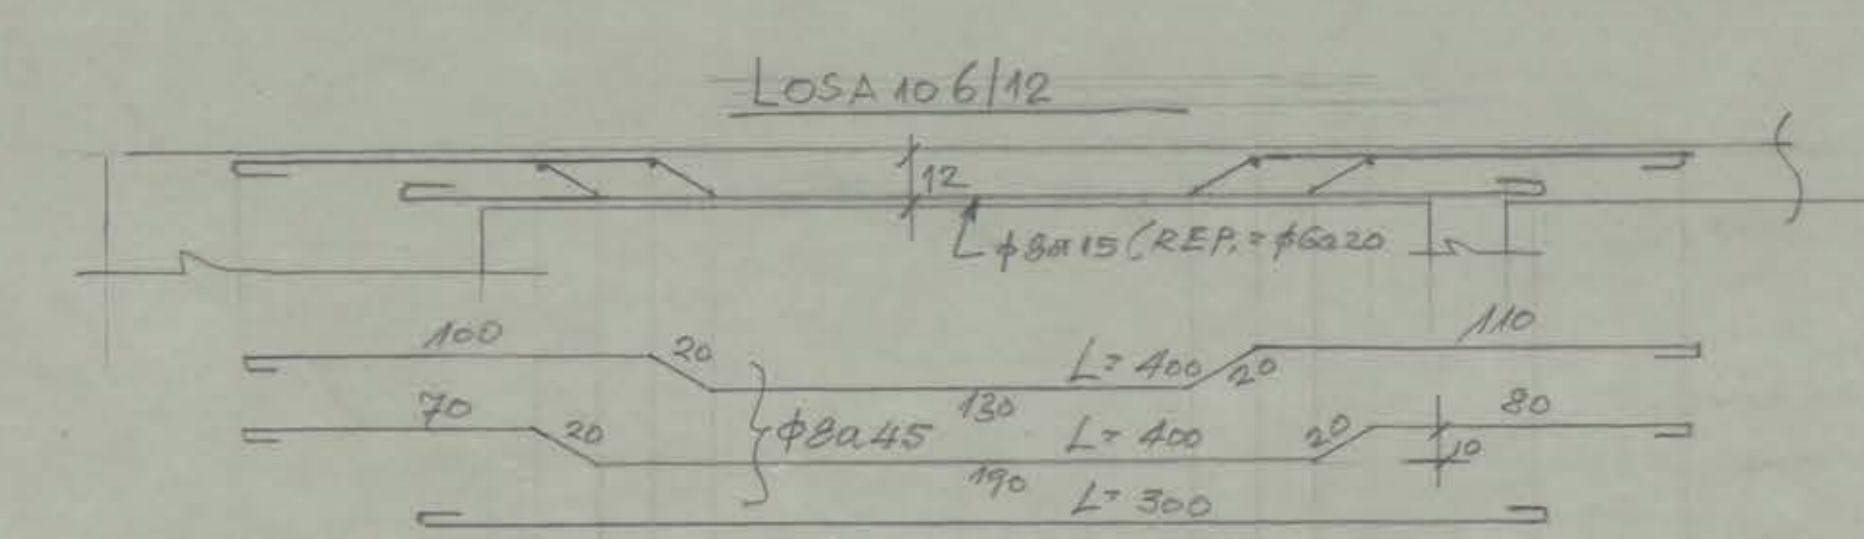 LOSA 106/12
12
φ8a15 (REP. = φ6a20
100 20 L=400 20 110
130
70 20 φ8a45 L=400 20 80
10
190
L=300